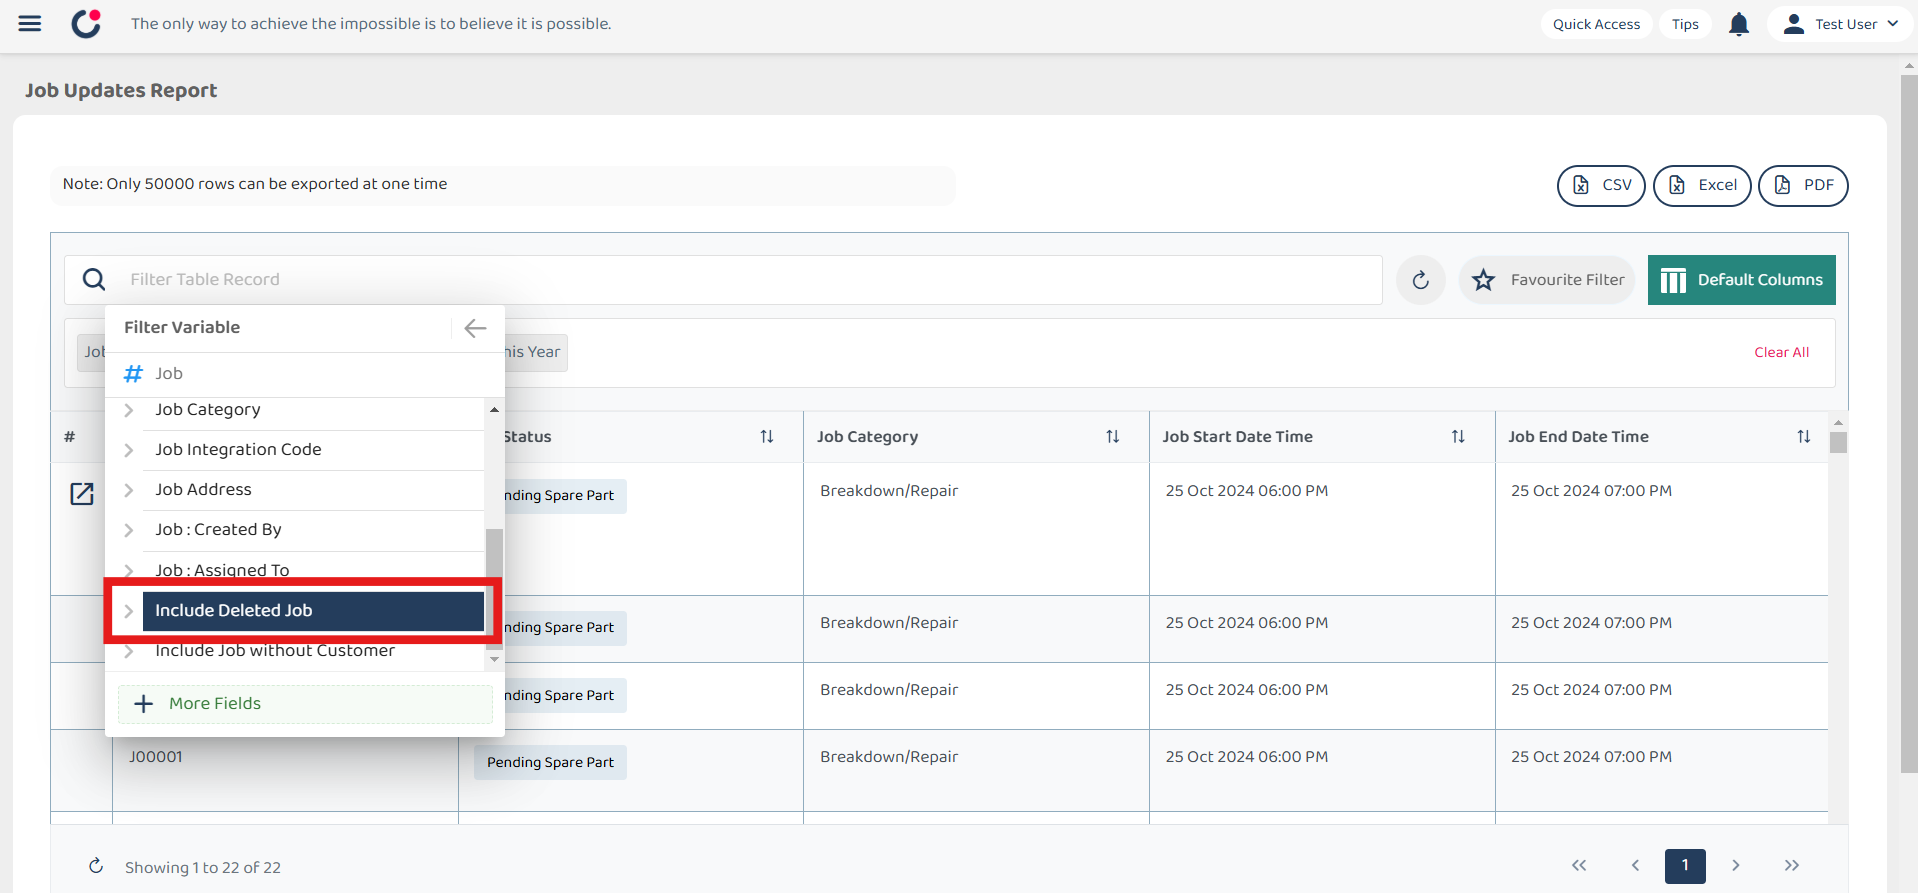 The only way to achieve the impossible is to believe it is possible.
Quick Access
Tips
Test User
Job Updates Report
Note: Only 50000 rows can be exported at one time
CSV
Excel
PDF
Filter Table Record
Favourite Filter
Default Columns
Filter Variable
his Year
Clear All
# Job
Job Category
Job Integration Code
Job Address
Job : Created By
Job : Assigned To
Include Deleted Job
Include Job without Customer
More Fields
# Status Job Category Job Start Date Time Job End Date Time
nding Spare Part Breakdown/Repair 25 Oct 2024 06:00 PM 25 Oct 2024 07:00 PM
nding Spare Part Breakdown/Repair 25 Oct 2024 06:00 PM 25 Oct 2024 07:00 PM
nding Spare Part Breakdown/Repair 25 Oct 2024 06:00 PM 25 Oct 2024 07:00 PM
J00001 Pending Spare Part Breakdown/Repair 25 Oct 2024 06:00 PM 25 Oct 2024 07:00 PM
Showing 1 to 22 of 22
1